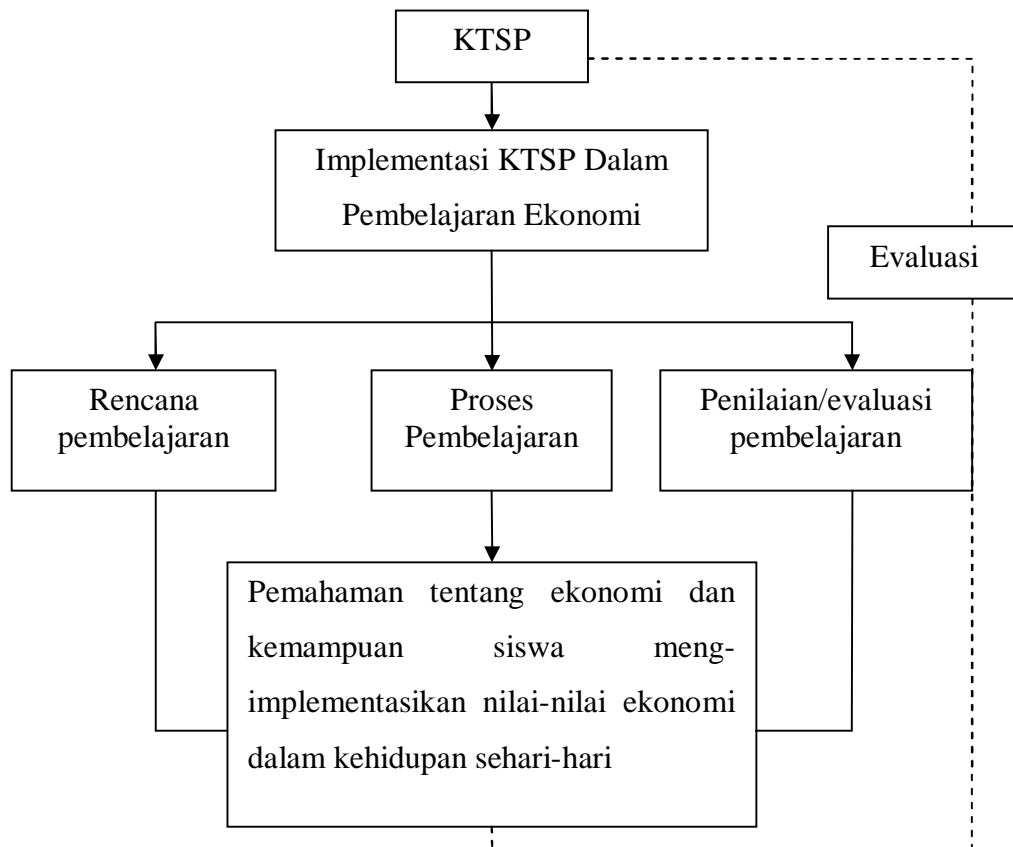 KTSP
Implementasi KTSP Dalam
Pembelajaran Ekonomi
Evaluasi
Rencana
pembelajaran
Proses
Pembelajaran
Penilaian/evaluasi
pembelajaran
Pemahaman tentang ekonomi dan
kemampuan siswa meng-
implementasikan nilai-nilai ekonomi
dalam kehidupan sehari-hari